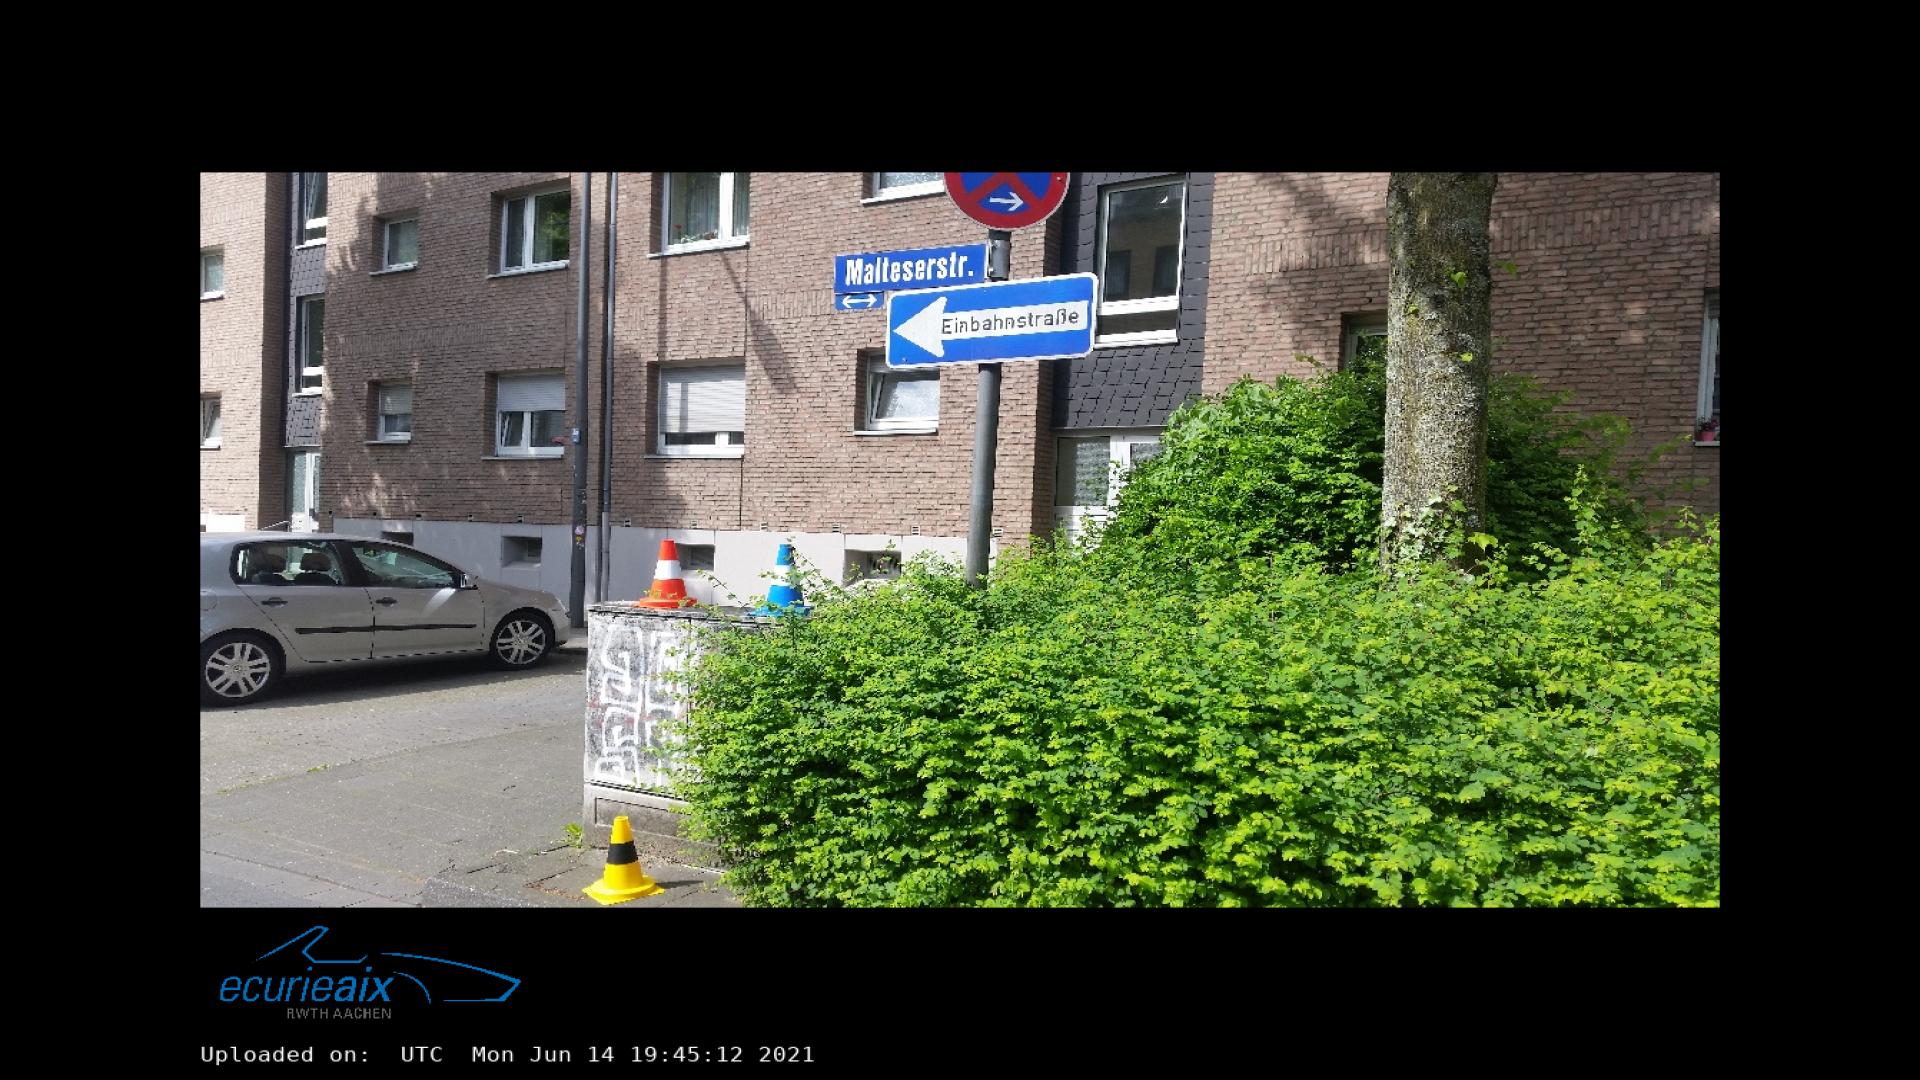 Malteserstr.
Einbahnstraße
ecurieaix
RWTH AACHEN
Uploaded on: UTC Mon Jun 14 19:45:12 2021